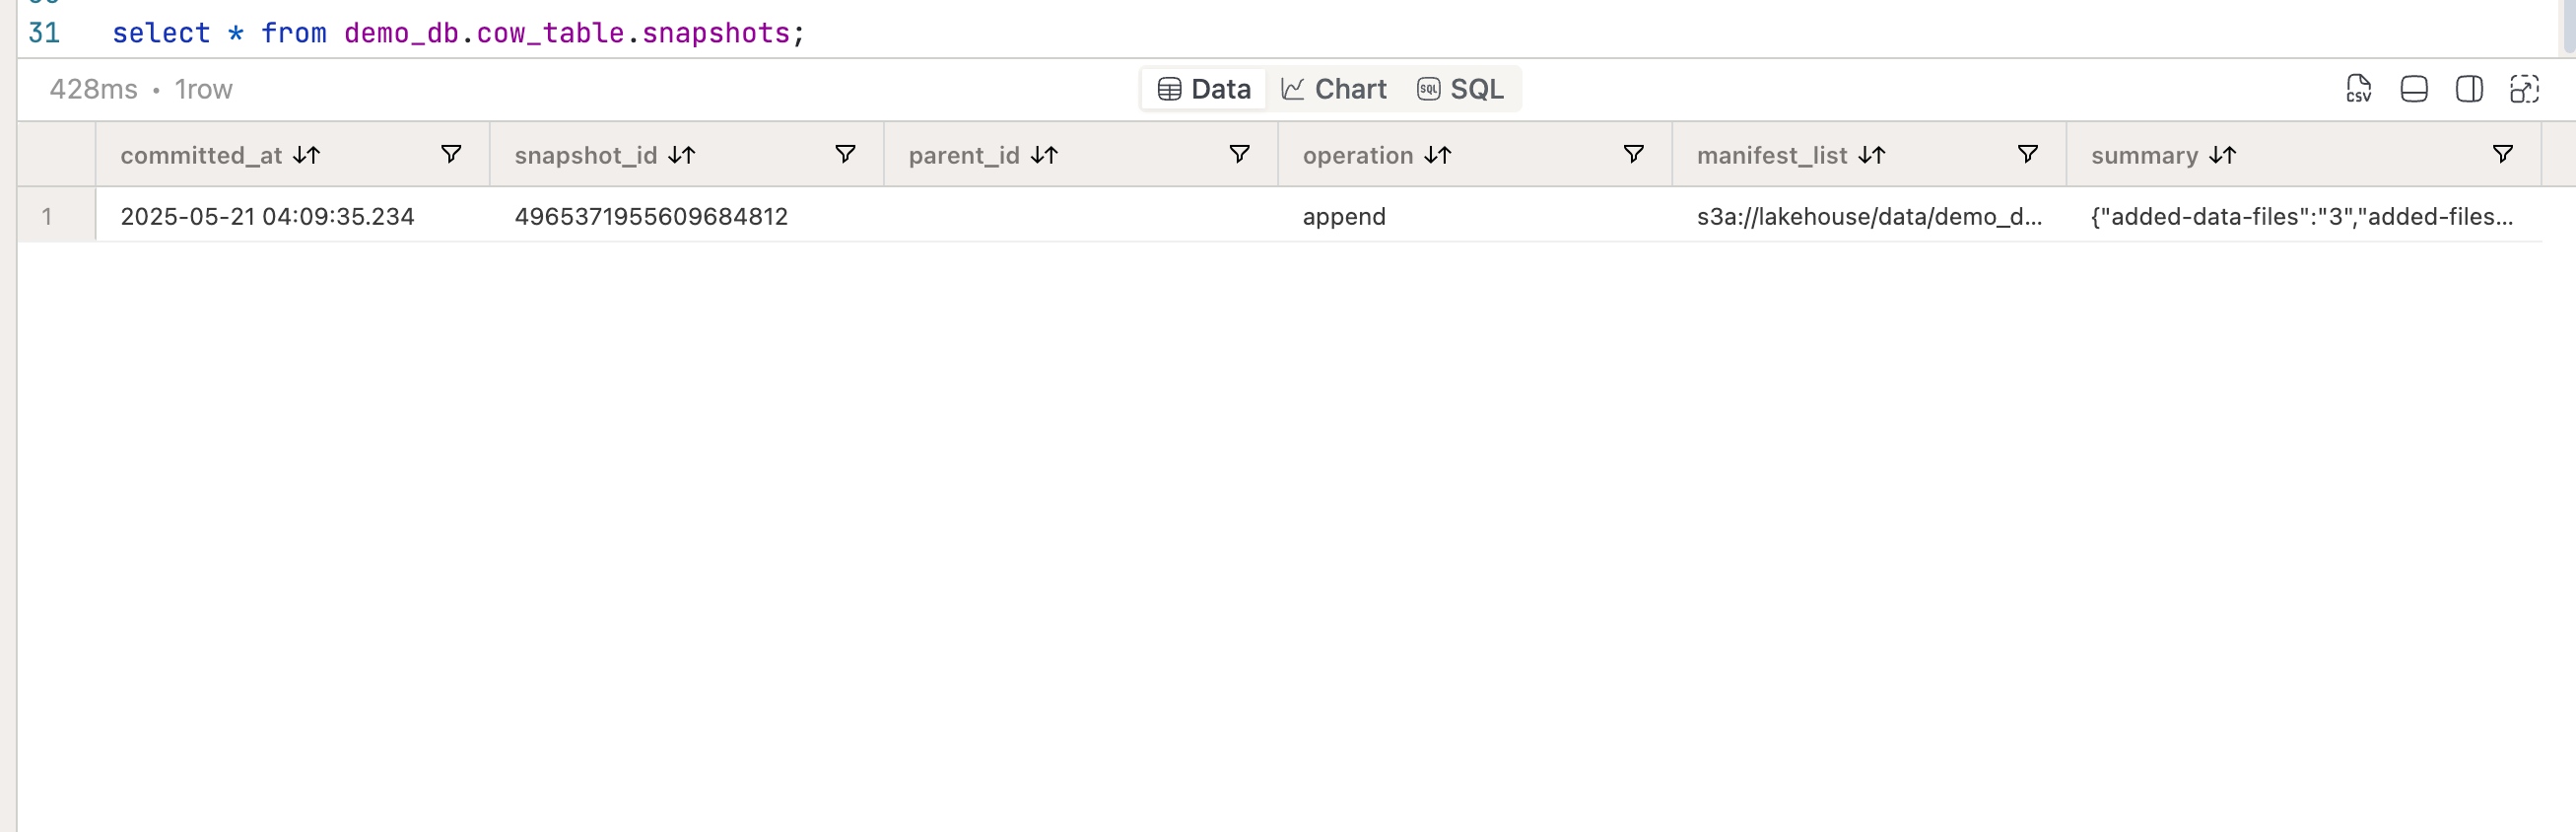 31 select * from demo_db.cow_table.snapshots;
428ms • 1row Data Chart SQL SQL CSV
committed_at snapshot_id parent_id operation manifest_list summary
1 2025-05-21 04:09:35.234 4965371955609684812 append s3a://lakehouse/data/demo_d... {"added-data-files":"3","added-files...